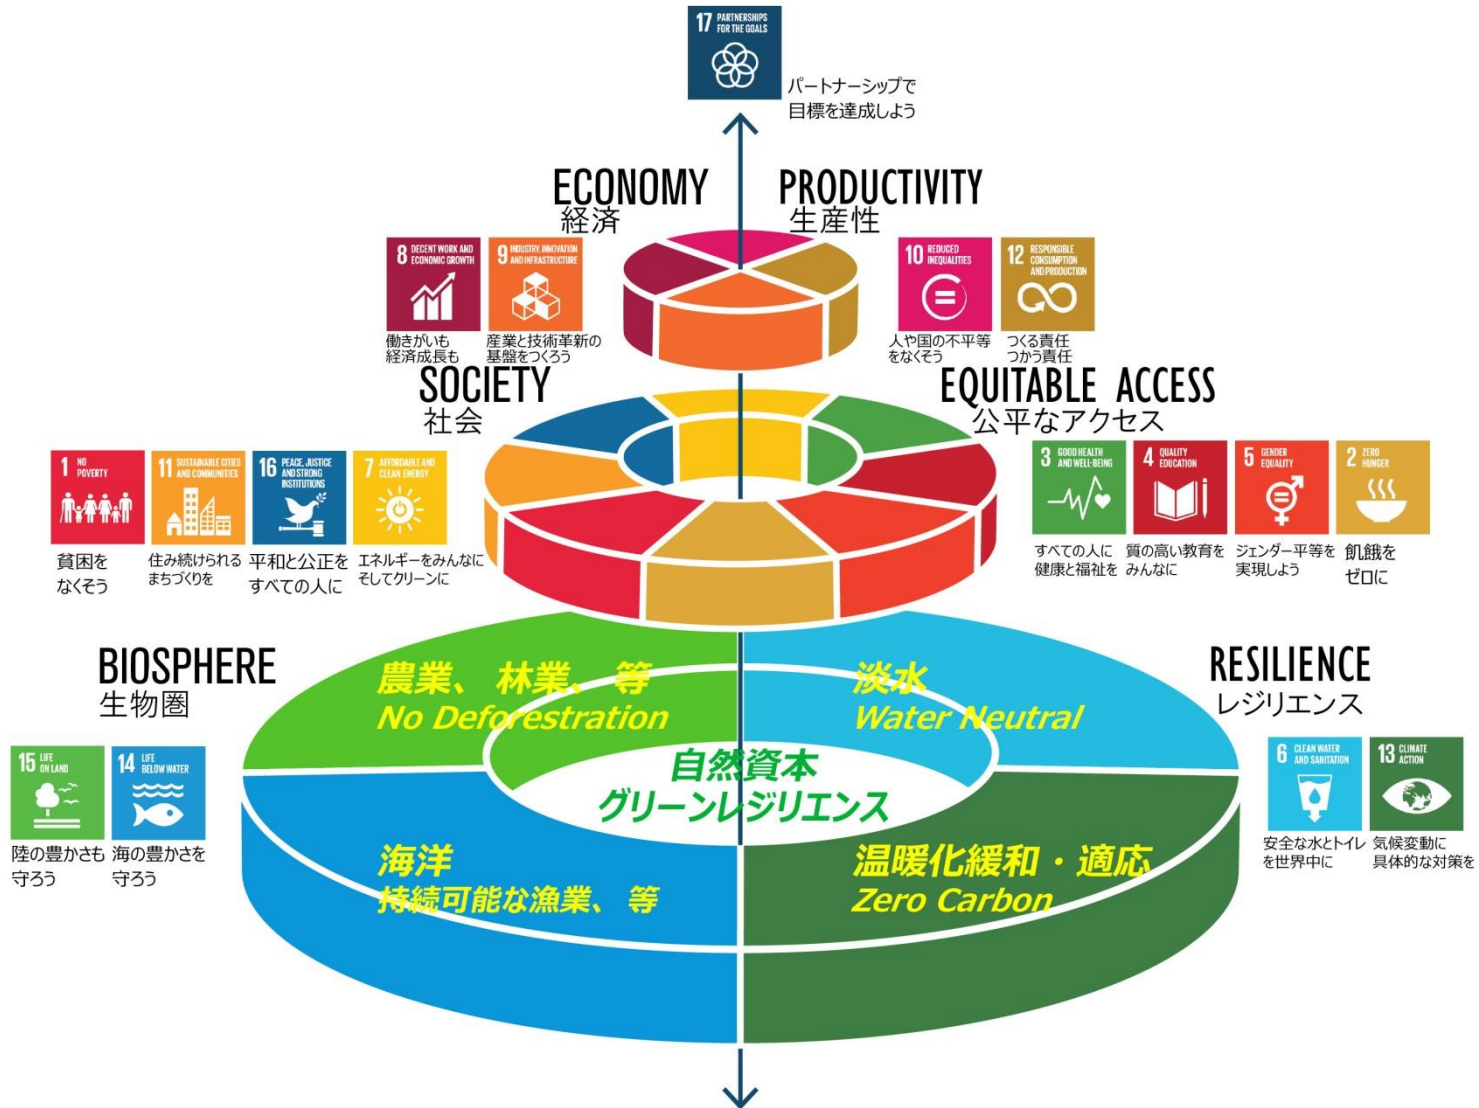 17 PARTNERSHIPS
FOR THE GOALS
パートナーシップで
目標を達成しよう
ECONOMY
経済
PRODUCTIVITY
生産性
8 DECENT WORK AND
ECONOMIC GROWTH
働きがいも
経済成長も
9 INDUSTRY, INNOVATION
AND INFRASTRUCTURE
産業と技術革新の
基盤をつくろう
10 REDUCED
INEQUALITIES
人や国の不平等
をなくそう
12 RESPONSIBLE
CONSUMPTION
AND PRODUCTION
つくる責任
つかう責任
SOCIETY
社会
EQUITABLE ACCESS
公平なアクセス
1 NO
POVERTY
貧困を
なくそう
11 SUSTAINABLE CITIES
AND COMMUNITIES
住み続けられる
まちづくりを
16 PEACE, JUSTICE
AND STRONG
INSTITUTIONS
平和と公正を
すべての人に
7 AFFORDABLE AND
CLEAN ENERGY
エネルギーをみんなに
そしてクリーンに
3 GOOD HEALTH
AND WELL-BEING
すべての人に
健康と福祉を
4 QUALITY
EDUCATION
質の高い教育を
みんなに
5 GENDER
EQUALITY
ジェンダー平等を
実現しよう
2 ZERO
HUNGER
飢餓を
ゼロに
BIOSPHERE
生物圏
RESILIENCE
レジリエンス
15 LIFE
ON LAND
陸の豊かさも
守ろう
14 LIFE
BELOW WATER
海の豊かさを
守ろう
農業、林業、等
No Deforestration
淡水
Water Neutral
自然資本
グリーンレジリエンス
海洋
持続可能な漁業、等
温暖化緩和・適応
Zero Carbon
6 CLEAN WATER
AND SANITATION
安全な水とトイレ
を世界中に
13 CLIMATE
ACTION
気候変動に
具体的な対策を